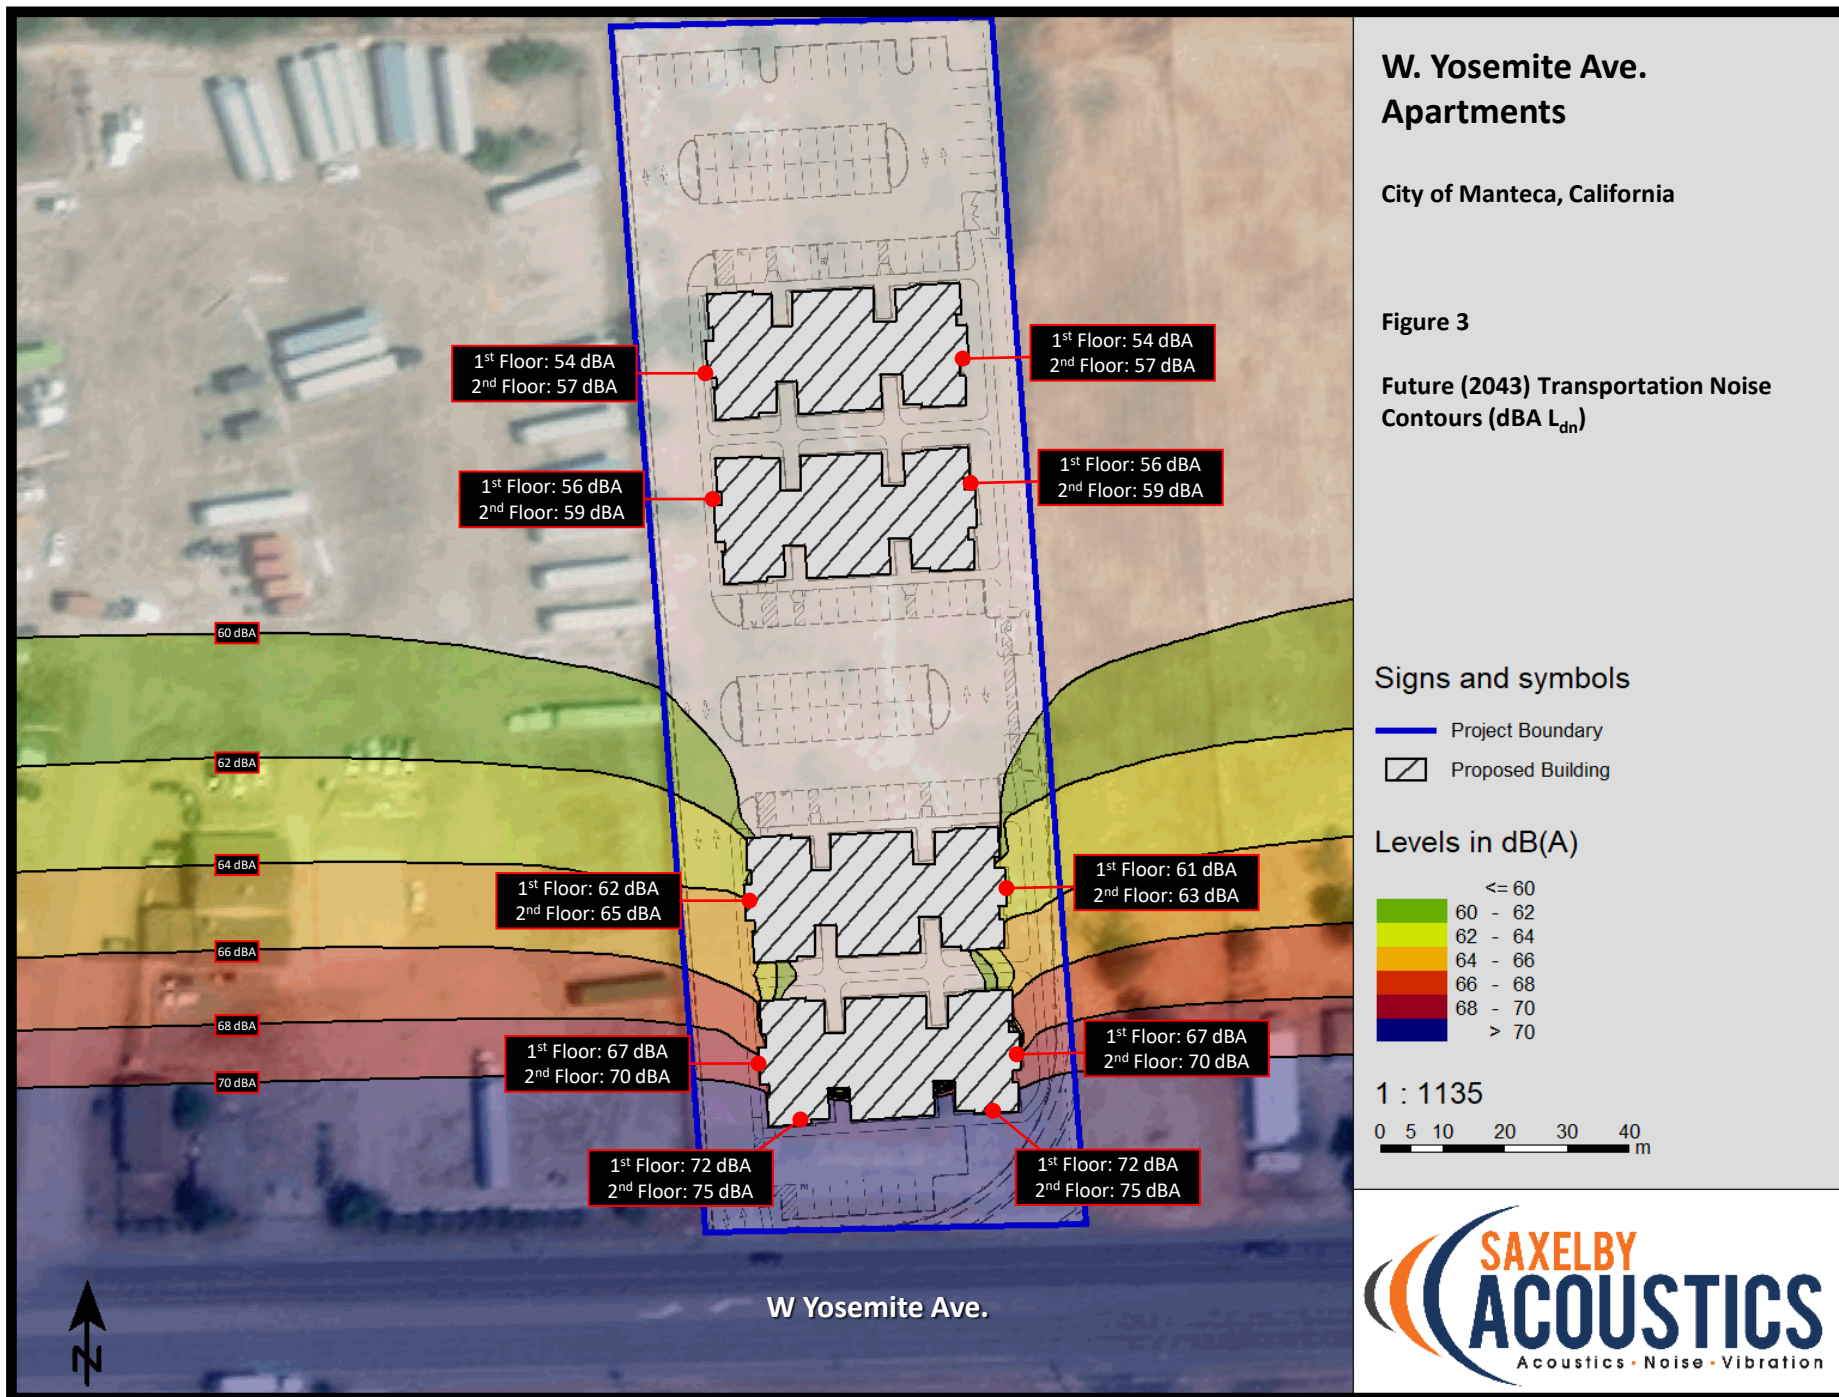 W. Yosemite Ave.
Apartments
City of Manteca, California
Figure 3
Future (2043) Transportation Noise
Contours (dBA Ldn)
Signs and symbols
Project Boundary
Proposed Building
Levels in dB(A)
<= 60
60 - 62
62 - 64
64 - 66
66 - 68
68 - 70
> 70
1 : 1135
0 5 10 20 30 40
m
SAXELBY
ACOUSTICS
Acoustics · Noise · Vibration
1st Floor: 54 dBA
2nd Floor: 57 dBA
1st Floor: 54 dBA
2nd Floor: 57 dBA
1st Floor: 56 dBA
2nd Floor: 59 dBA
1st Floor: 56 dBA
2nd Floor: 59 dBA
60 dBA
62 dBA
64 dBA
66 dBA
68 dBA
70 dBA
1st Floor: 62 dBA
2nd Floor: 65 dBA
1st Floor: 61 dBA
2nd Floor: 63 dBA
1st Floor: 67 dBA
2nd Floor: 70 dBA
1st Floor: 67 dBA
2nd Floor: 70 dBA
1st Floor: 72 dBA
2nd Floor: 75 dBA
1st Floor: 72 dBA
2nd Floor: 75 dBA
W Yosemite Ave.
N